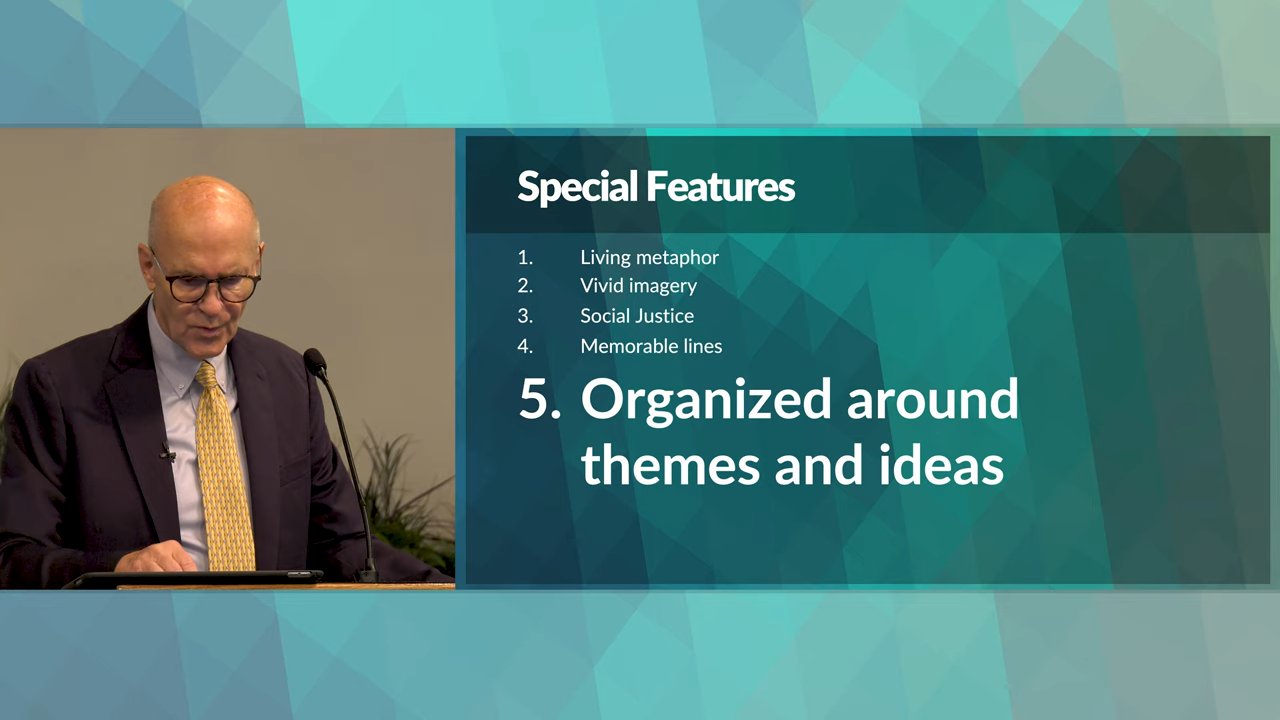 Special Features
1. Living metaphor
2. Vivid imagery
3. Social Justice
4. Memorable lines
5. Organized around
themes and ideas